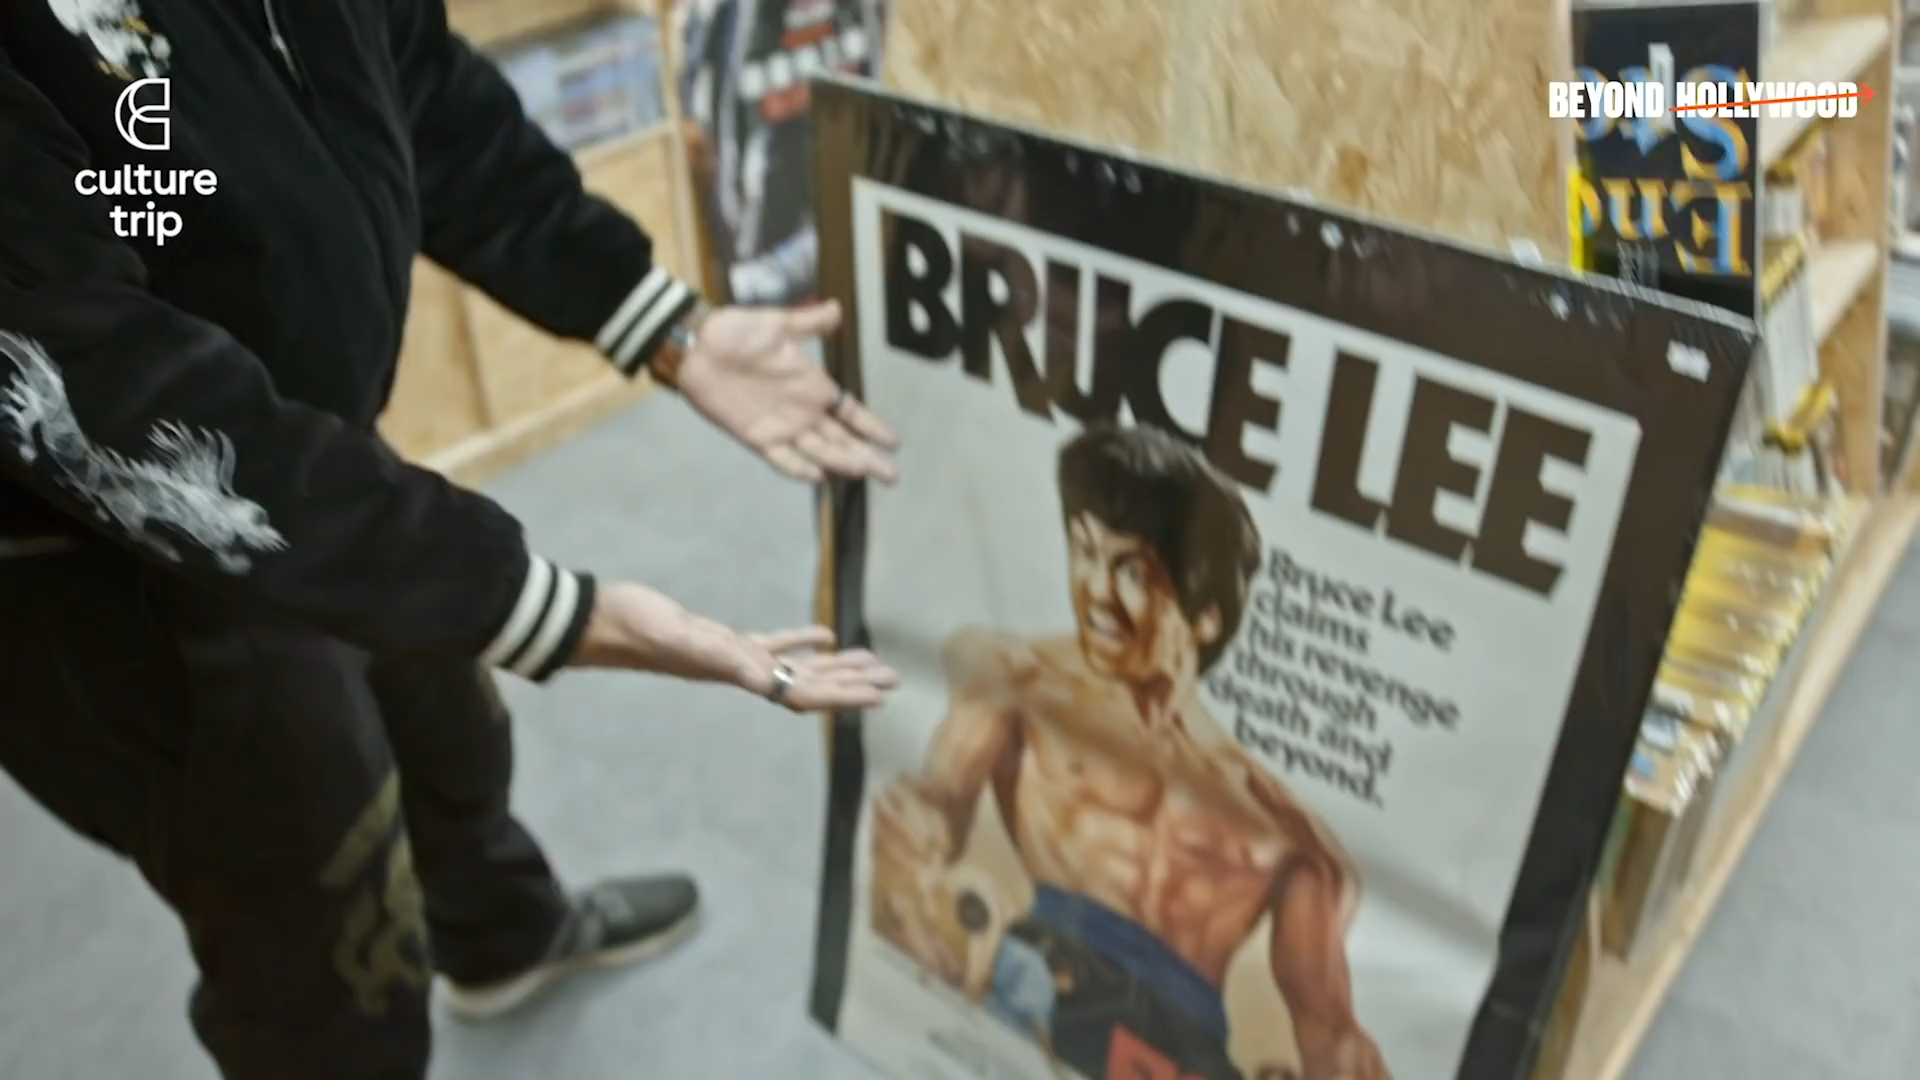 culture
trip
BEYOND HOLLYWOOD
BRUCE LEE
Bruce Lee
claims
his revenge
through
death and
beyond.